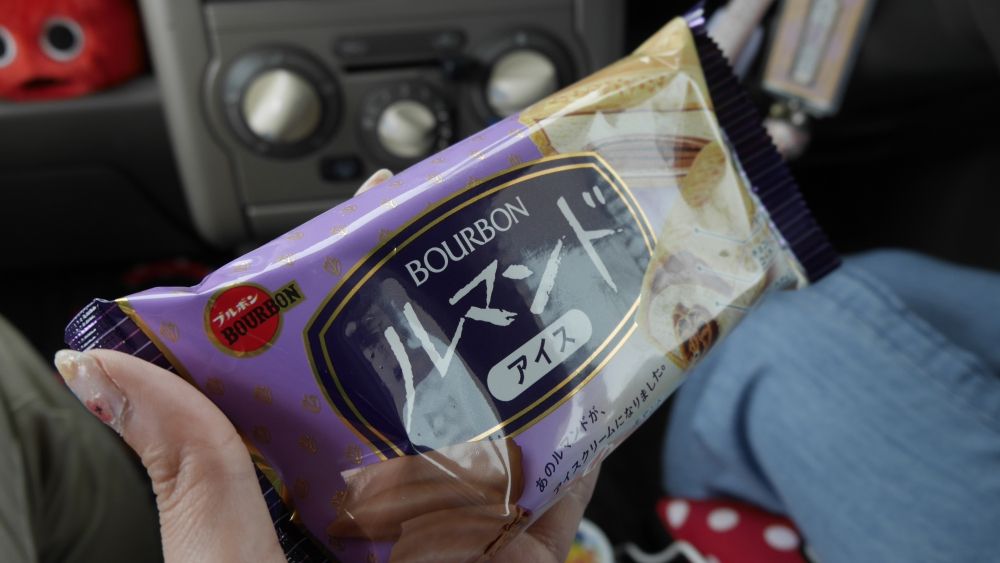 ブルボン
BOURBON
BOURBON
ルマンド
アイス
あのルマンドが、
アイスクリームになりました。